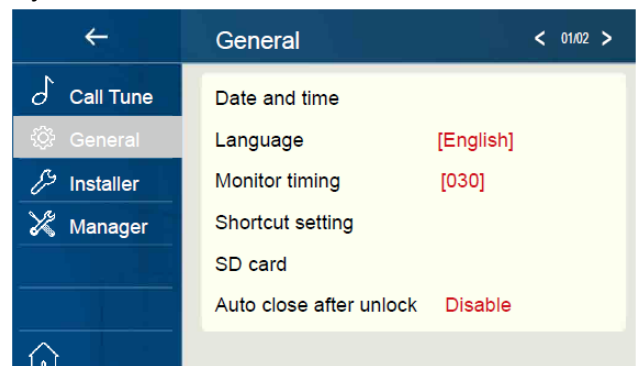 General
< 01/02 >
Call Tune
General
Installer
Manager
Date and time
Language [English]
Monitor timing [030]
Shortcut setting
SD card
Auto close after unlock Disable